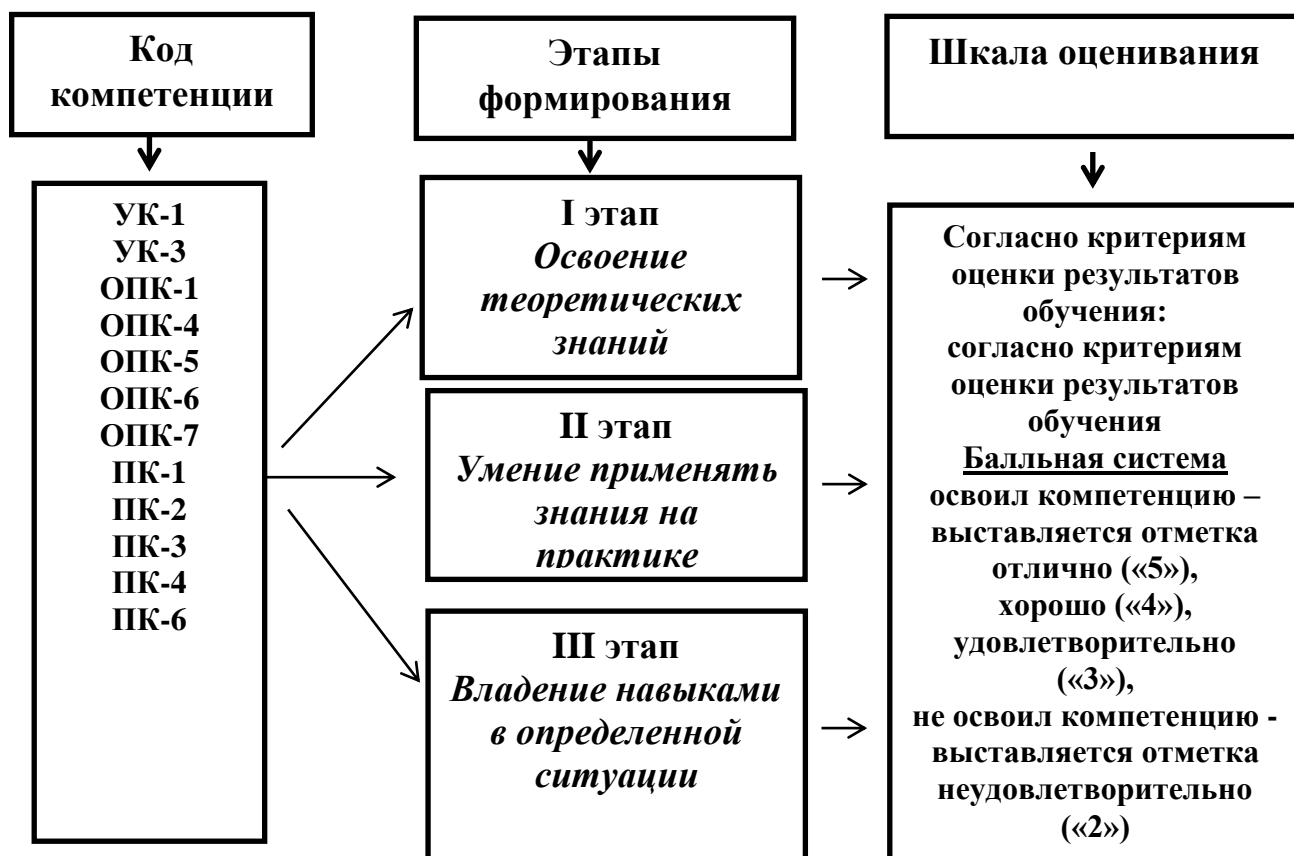 Код
компетенции
УК-1
УК-3
ОПК-1
ОПК-4
ОПК-5
ОПК-6
ОПК-7
ПК-1
ПК-2
ПК-3
ПК-4
ПК-6
Этапы
формирования
I этап
Освоение
теоретических
знаний
II этап
Умение применять
знания на
практике
III этап
Владение навыками
в определенной
ситуации
Шкала оценивания
Согласно критериям
оценки результатов
обучения:
согласно критериям
оценки результатов
обучения
Балльная система
освоил компетенцию –
выставляется отметка
отлично («5»),
хорошо («4»),
удовлетворительно
(«3»),
не освоил компетенцию -
выставляется отметка
неудовлетворительно
(«2»)